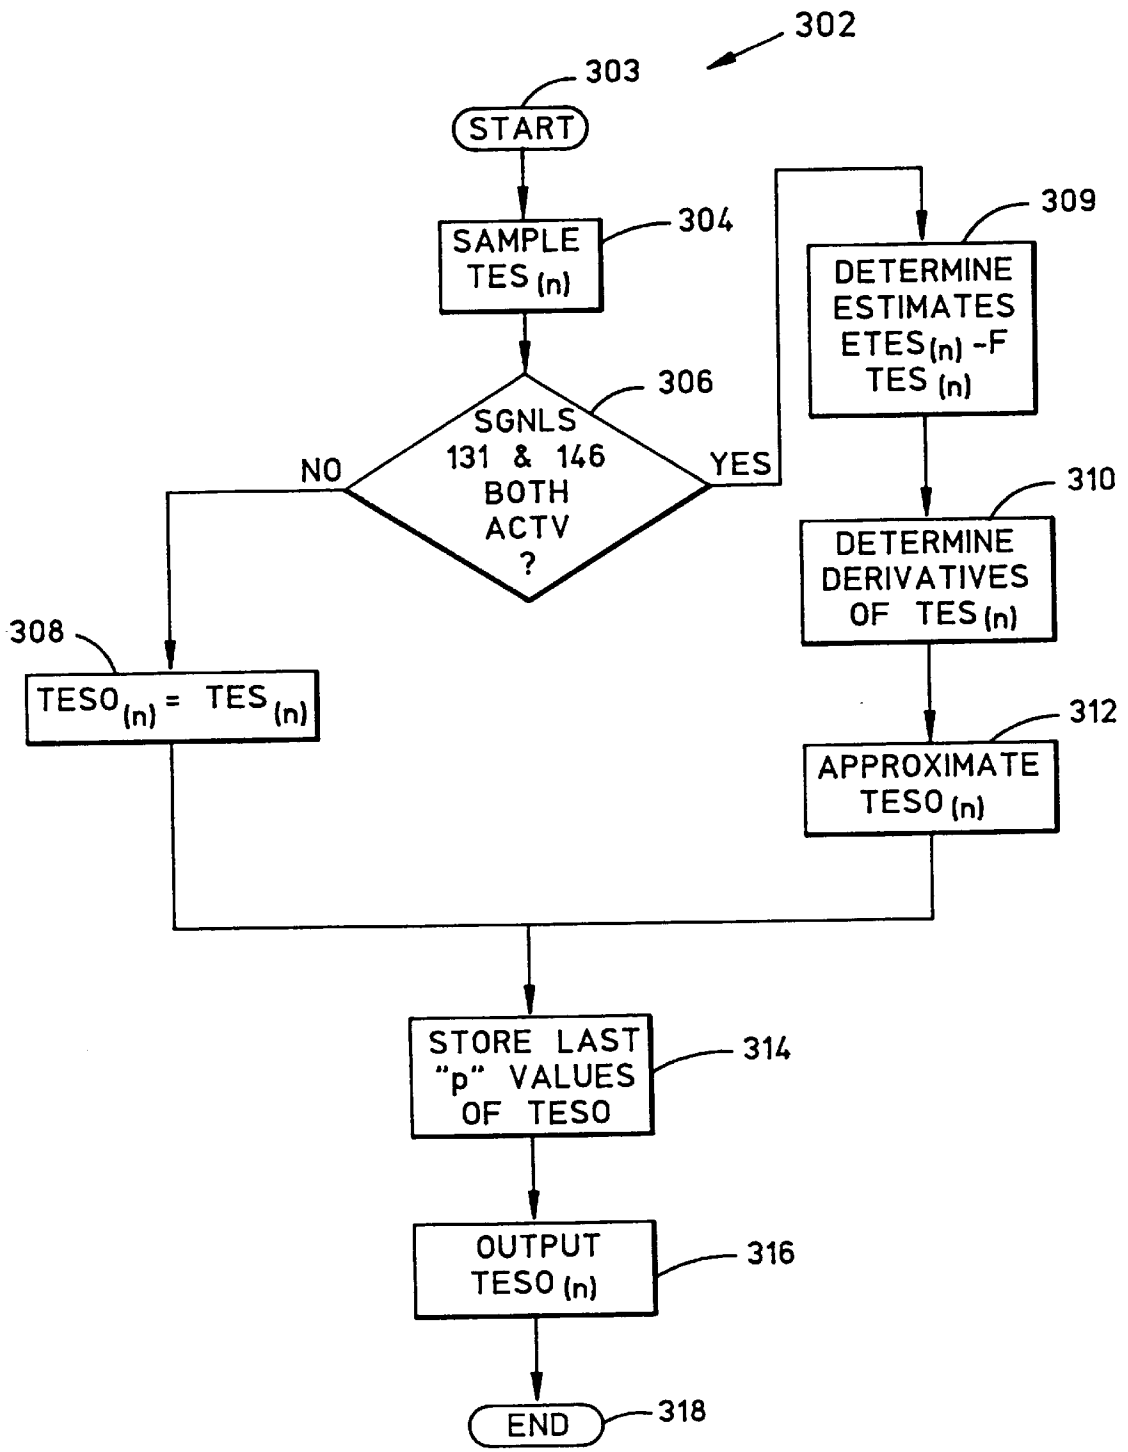 302
303
START
304
SAMPLE
TES(n)
306
SGNLS
131 & 146
BOTH
ACTV
?
NO
YES
308
TESO(n) = TES(n)
309
DETERMINE
ESTIMATES
ETES(n) -F
TES(n)
310
DETERMINE
DERIVATIVES
OF TES(n)
312
APPROXIMATE
TESO(n)
314
STORE LAST
"p" VALUES
OF TESO
316
OUTPUT
TESO(n)
318
END